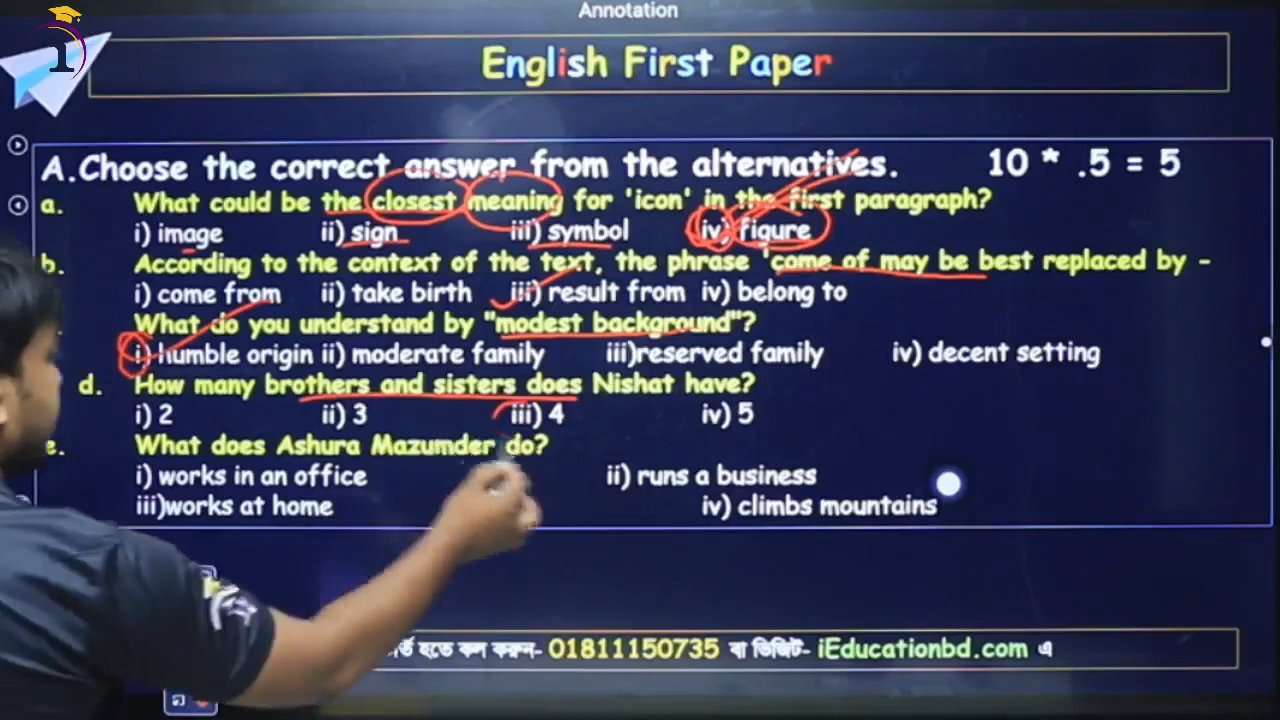 Annotation
English First Paper
A.Choose the correct answer from the alternatives. 10 * .5 = 5
a. What could be the closest meaning for 'icon' in the first paragraph?
i) image ii) sign iii) symbol iv) figure
b. According to the context of the text, the phrase 'come of may be best replaced by -
i) come from ii) take birth iii) result from iv) belong to
What do you understand by "modest background"?
i) humble origin ii) moderate family iii)reserved family iv) decent setting
d. How many brothers and sisters does Nishat have?
i) 2 ii) 3 iii) 4 iv) 5
e. What does Ashura Mazumder do?
i) works in an office ii) runs a business
iii)works at home iv) climbs mountains
হতে কল করুন- 01811150735 বা ভিজিট- iEducationbd.com এ